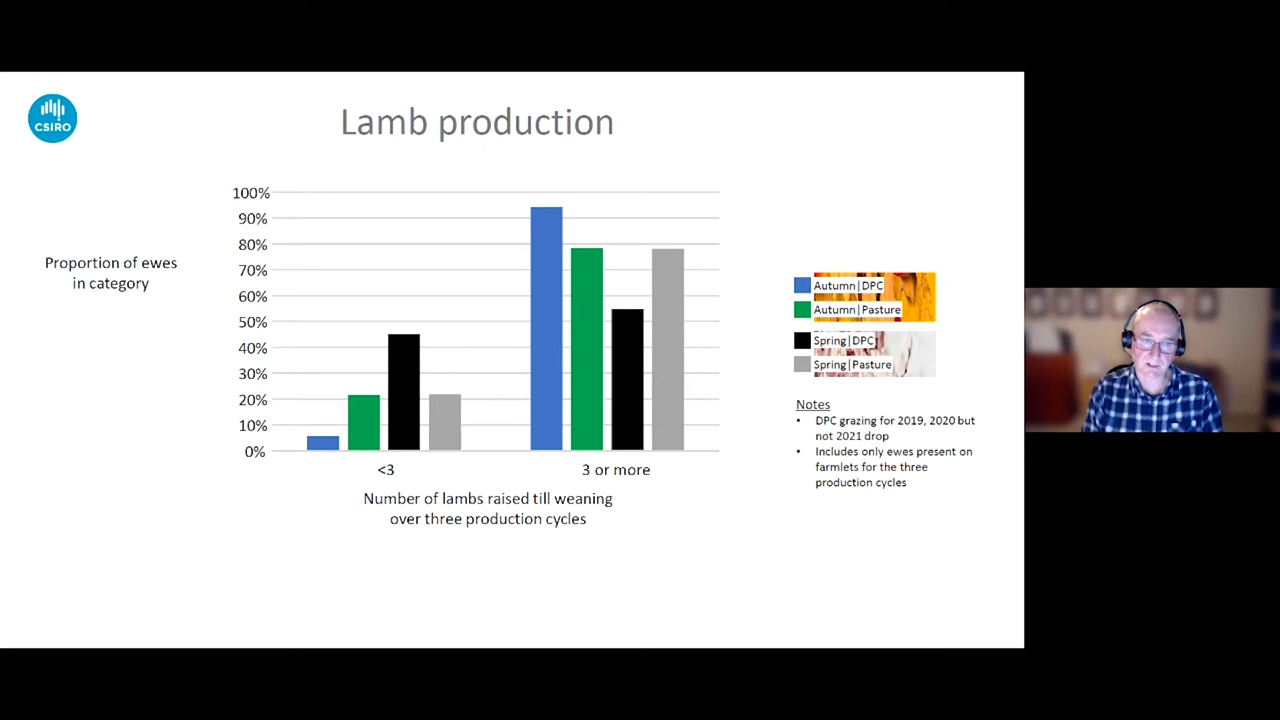 CSIRO
Lamb production
Proportion of ewes
in category
100%
90%
80%
70%
60%
50%
40%
30%
20%
10%
0%
<3
3 or more
Number of lambs raised till weaning
over three production cycles
Autumn|DPC
Autumn|Pasture
Spring|DPC
Spring|Pasture
Notes
• DPC grazing for 2019, 2020 but
not 2021 drop
• Includes only ewes present on
farmlets for the three
production cycles